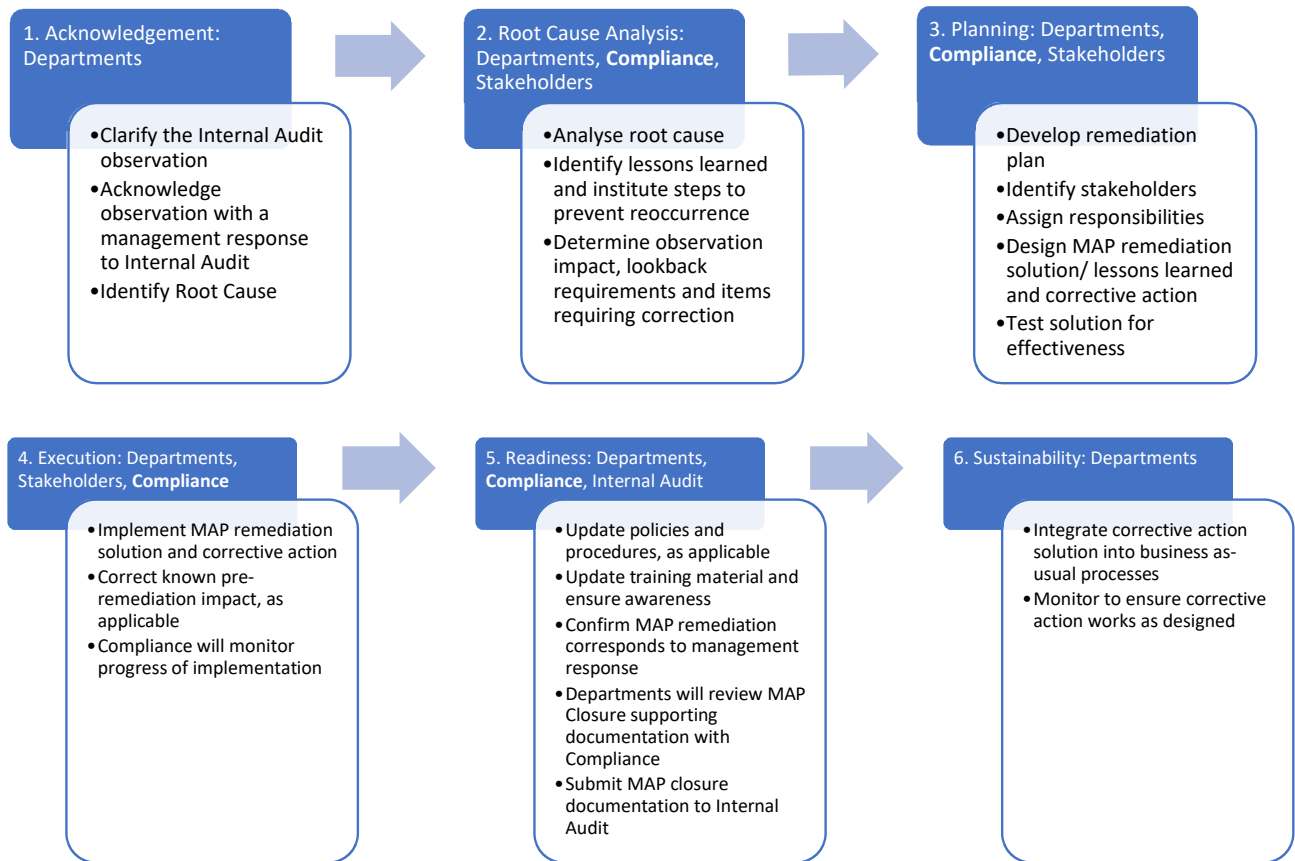 1. Acknowledgement:
Departments
•Clarify the Internal Audit
observation
•Acknowledge
observation with a
management response
to Internal Audit
•Identify Root Cause
2. Root Cause Analysis:
Departments, Compliance,
Stakeholders
•Analyse root cause
•Identify lessons learned
and institute steps to
prevent reoccurrence
•Determine observation
impact, lookback
requirements and items
requiring correction
3. Planning: Departments,
Compliance, Stakeholders
•Develop remediation
plan
•Identify stakeholders
•Assign responsibilities
•Design MAP remediation
solution/ lessons learned
and corrective action
•Test solution for
effectiveness
4. Execution: Departments,
Stakeholders, Compliance
•Implement MAP remediation
solution and corrective action
•Correct known pre-
remediation impact, as
applicable
•Compliance will monitor
progress of implementation
5. Readiness: Departments,
Compliance, Internal Audit
•Update policies and
procedures, as applicable
•Update training material and
ensure awareness
•Confirm MAP remediation
corresponds to management
response
•Departments will review MAP
Closure supporting
documentation with
Compliance
•Submit MAP closure
documentation to Internal
Audit
6. Sustainability: Departments
•Integrate corrective action
solution into business as-
usual processes
•Monitor to ensure corrective
action works as designed